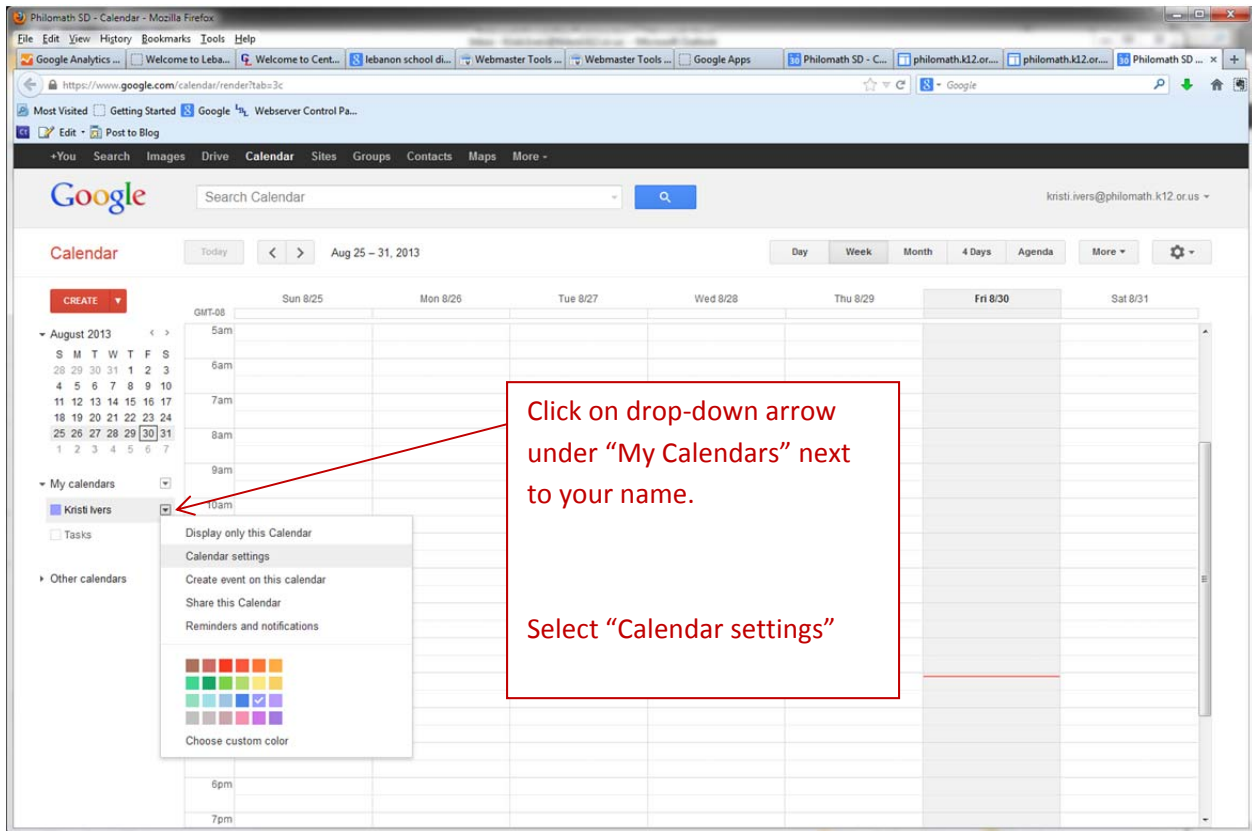 Philomath SD - Calendar - Mozilla Firefox
File Edit View History Bookmarks Tools Help
Google Analytics ... Welcome to Leba... Welcome to Cent... lebanon school di... Webmaster Tools ... Webmaster Tools ... Google Apps Philomath SD - C... philomath.k12.or.... philomath.k12.or.... Philomath SD ... × +
https://www.google.com/calendar/render?tab=3c Google
Most Visited Getting Started Google Webserver Control Pa...
Edit Post to Blog
+You Search Images Drive Calendar Sites Groups Contacts Maps More
Google Search Calendar kristi.ivers@philomath.k12.or.us
Calendar Today < > Aug 25 – 31, 2013 Day Week Month 4 Days Agenda More
CREATE
GMT-08 Sun 8/25 Mon 8/26 Tue 8/27 Wed 8/28 Thu 8/29 Fri 8/30 Sat 8/31
August 2013 < >
S M T W T F S
28 29 30 31 1 2 3
4 5 6 7 8 9 10
11 12 13 14 15 16 17
18 19 20 21 22 23 24
25 26 27 28 29 30 31
1 2 3 4 5 6 7
My calendars
Kristi Ivers
Tasks
Other calendars
5am
6am
7am
8am
9am
10am
Display only this Calendar
Calendar settings
Create event on this calendar
Share this Calendar
Reminders and notifications
Choose custom color
6pm
7pm
Click on drop-down arrow
under “My Calendars” next
to your name.
Select “Calendar settings”